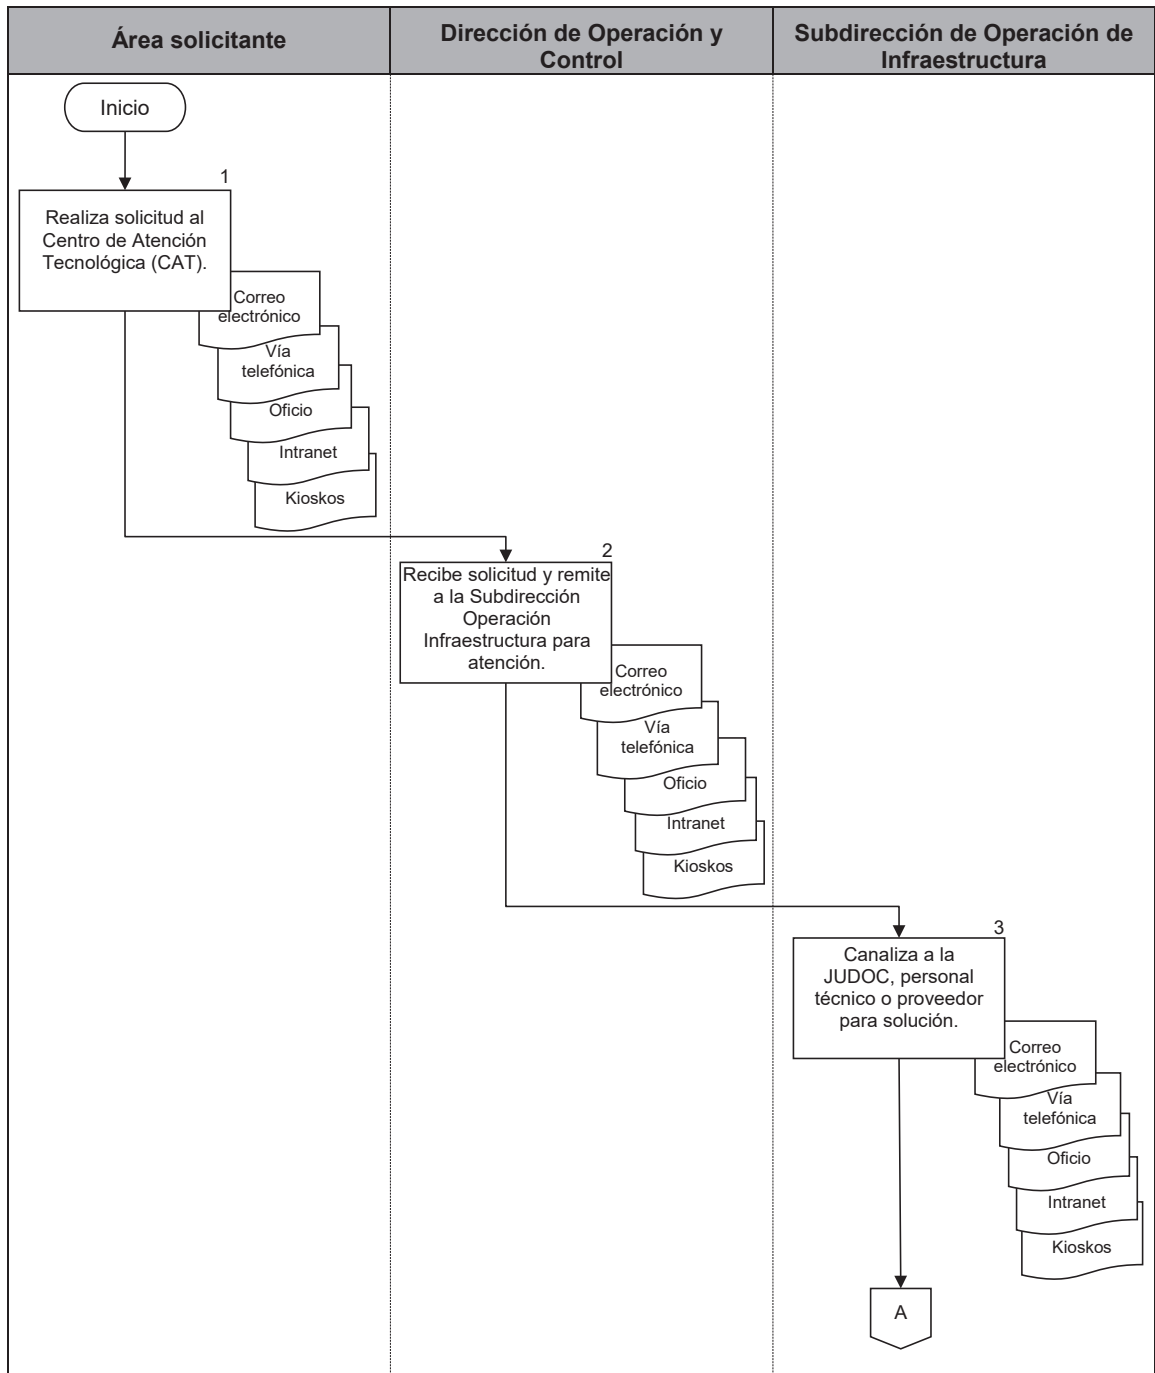 Área solicitante
Dirección de Operación y
Control
Subdirección de Operación de
Infraestructura
Inicio
1
Realiza solicitud al
Centro de Atención
Tecnológica (CAT).
Correo
electrónico
Vía
telefónica
Oficio
Intranet
Kioskos
2
Recibe solicitud y remite
a la Subdirección
Operación
Infraestructura para
atención.
Correo
electrónico
Vía
telefónica
Oficio
Intranet
Kioskos
3
Canaliza a la
JUDOC, personal
técnico o proveedor
para solución.
Correo
electrónico
Vía
telefónica
Oficio
Intranet
Kioskos
A